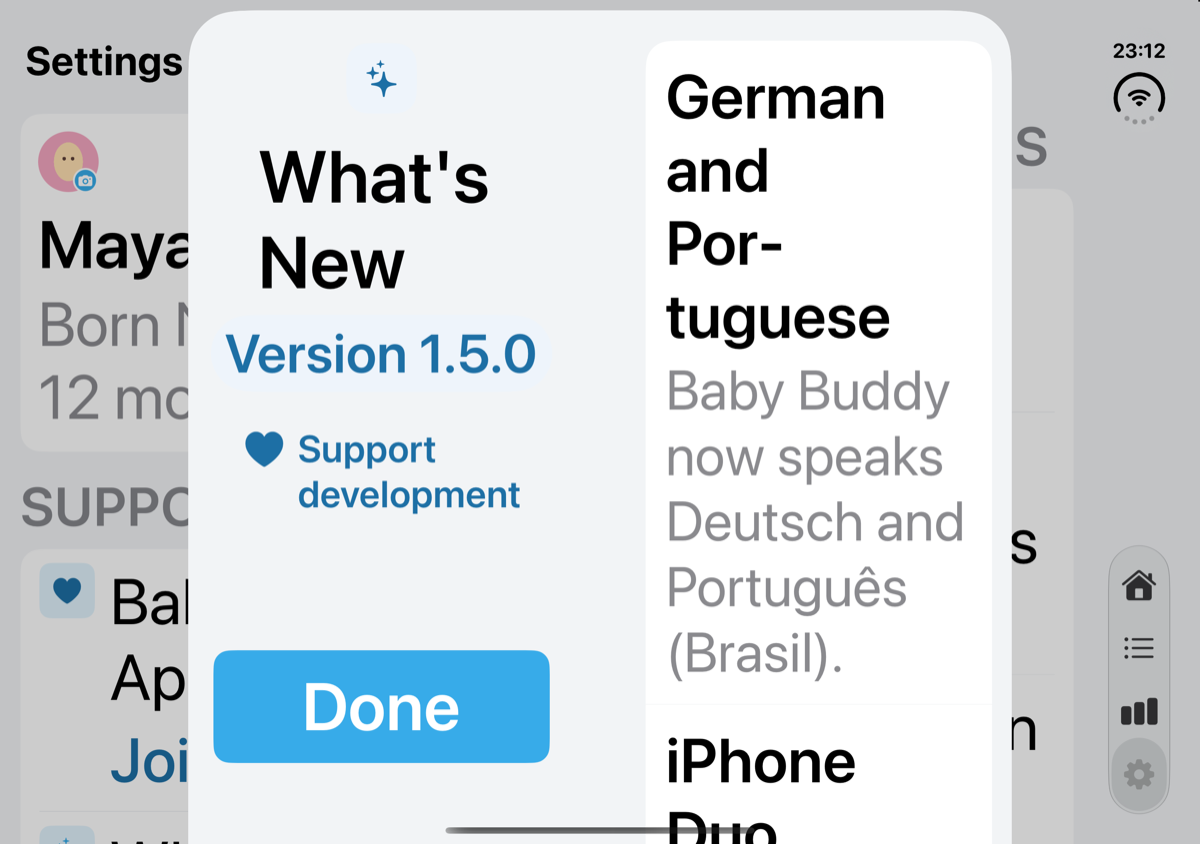 Settings
Maya
Born
12 mo
SUPPO
Ap
Joi
What's
New
Version 1.5.0
Support
development
Done
German
and
Por-
tuguese
Baby Buddy
now speaks
Deutsch and
Português
(Brasil).
iPhone
Duo
S
s
n
23:12